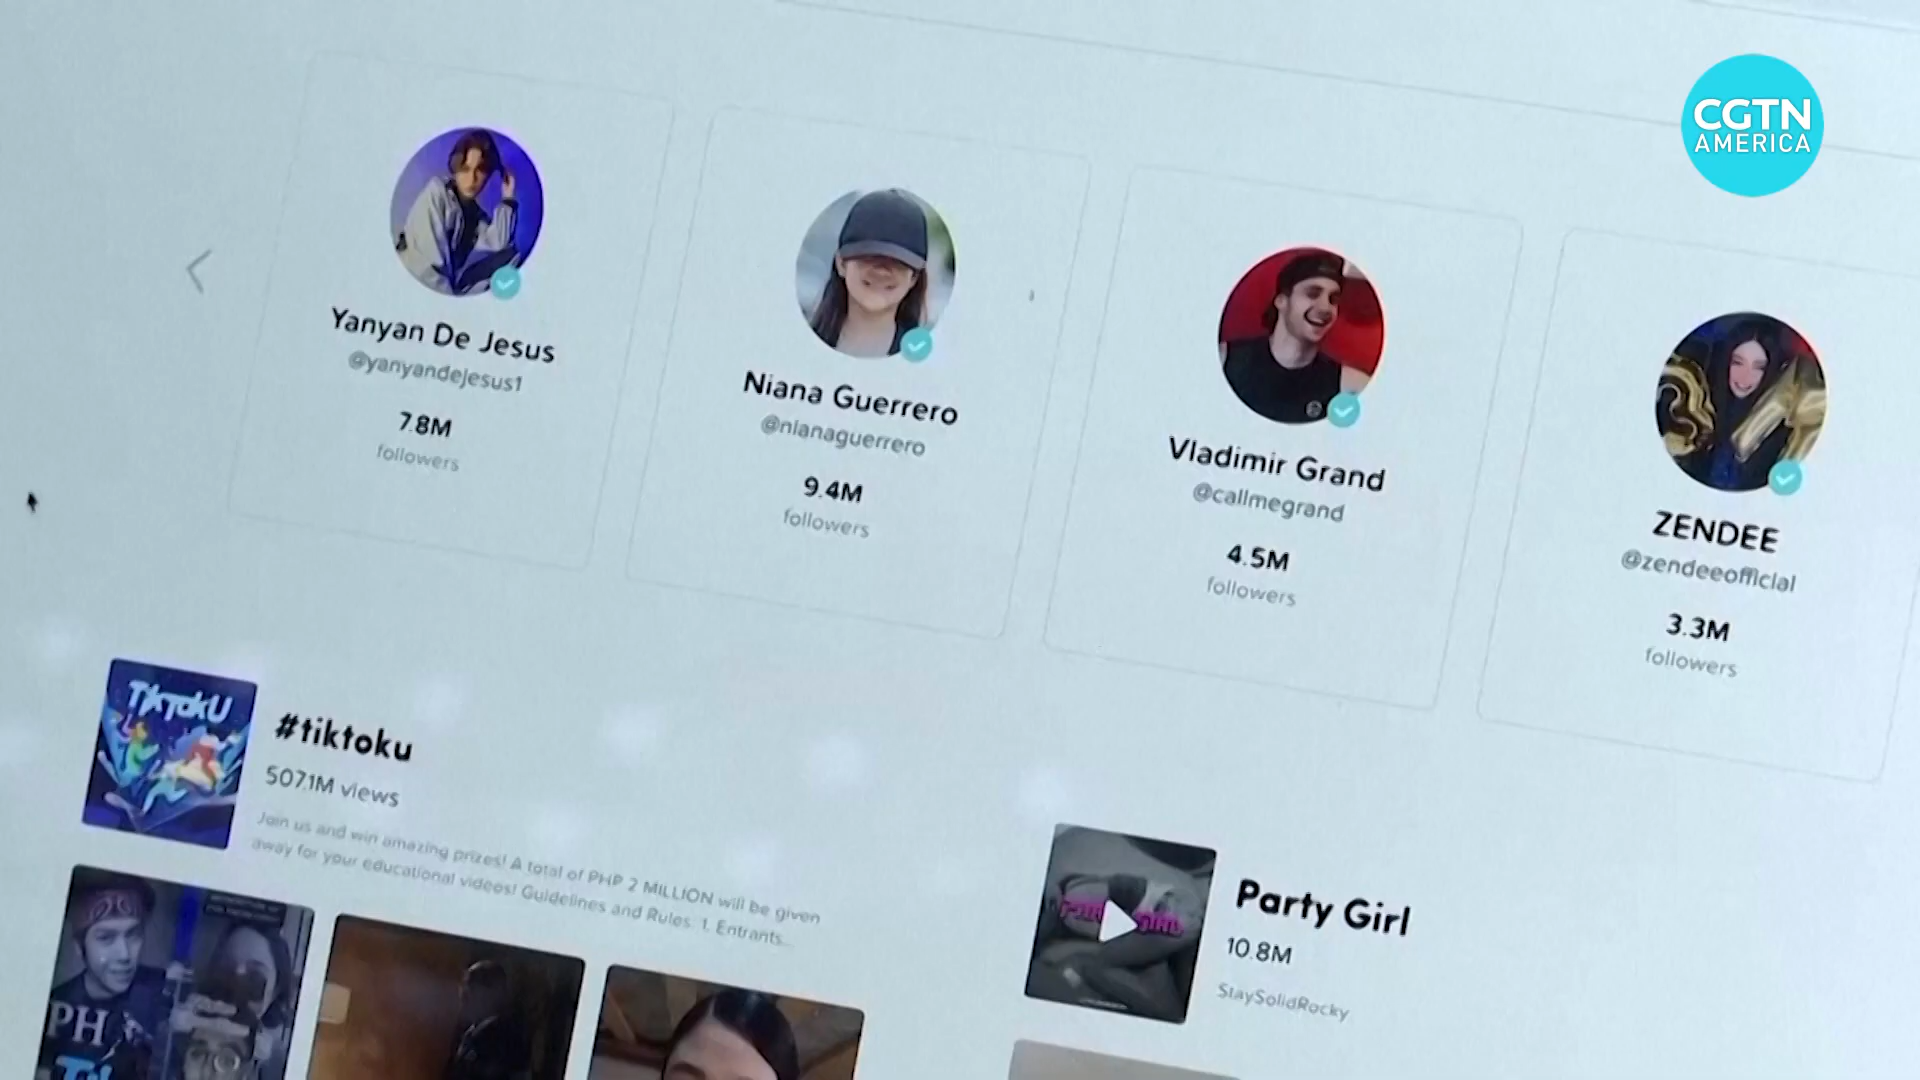 CGTN
AMERICA
Yanyan De Jesus
@yanyandejesus1
7.8M
followers
Niana Guerrero
@nianaguerrero
9.4M
followers
Vladimir Grand
@callmegrand
4.5M
followers
ZENDEE
@zendeeofficial
3.3M
followers
TikTokU
#tiktoku
507.1M views
Join us and win amazing prizes! A total of PHP 2 MILLION will be given
away for your educational videos! Guidelines and Rules. 1. Entrants...
PH
Party Girl
10.8M
StaySolidRocky